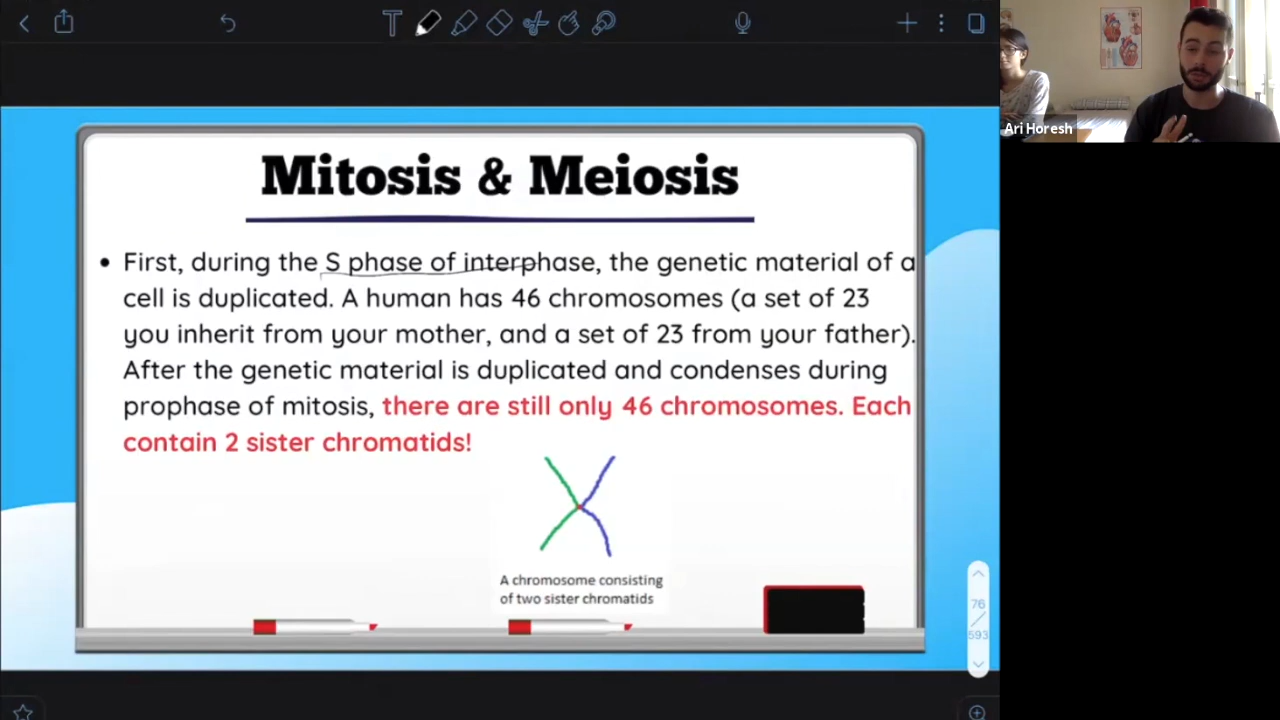 Mitosis & Meiosis
• First, during the S phase of interphase, the genetic material of a
cell is duplicated. A human has 46 chromosomes (a set of 23
you inherit from your mother, and a set of 23 from your father).
After the genetic material is duplicated and condenses during
prophase of mitosis, there are still only 46 chromosomes. Each
contain 2 sister chromatids!
A chromosome consisting
of two sister chromatids
76
593
Ari Horesh